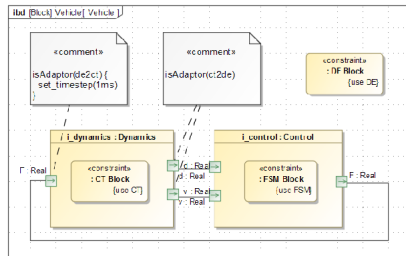 ibd [Block] Vehicle[ Vehicle ]
«comment»
isAdaptor(de2ct) {
set_timestep(1ms)
}
«comment»
isAdaptor(ct2de)
«constraint»
: DE Block
{use DE}
i_dynamics : Dynamics
i_control : Control
F : Real
«constraint»
: CT Block
{use CT}
d : Real
d : Real
v : Real
v : Real
«constraint»
: FSM Block
{use FSM}
F : Real